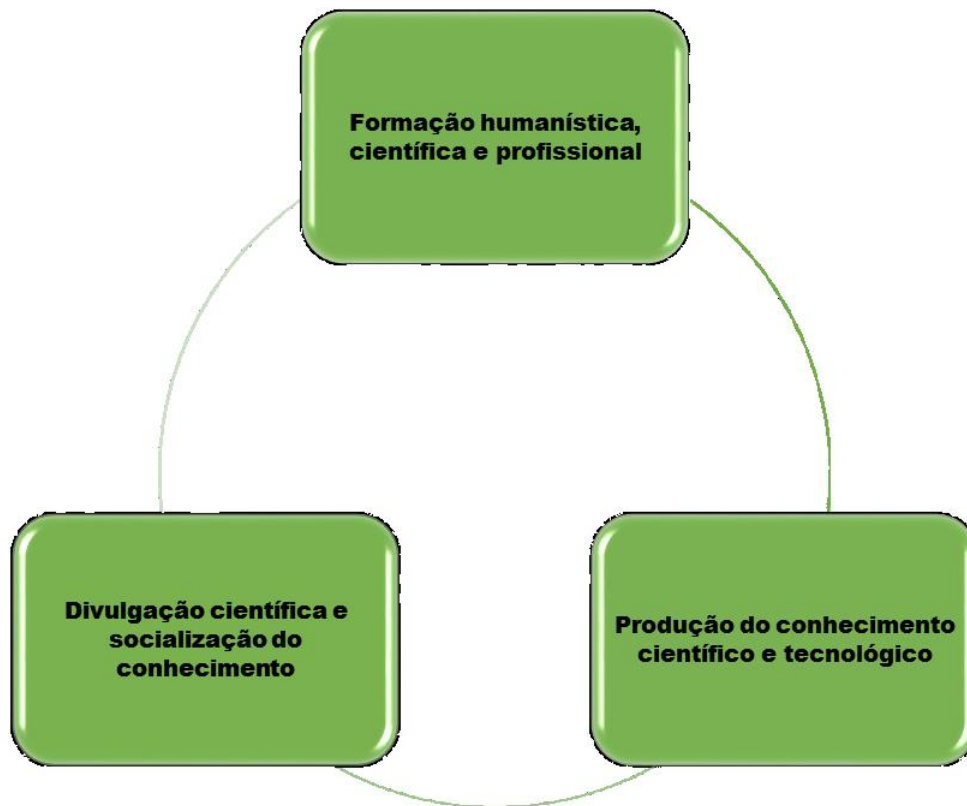 Formação humanística,
científica e profissional
Divulgação científica e
socialização do
conhecimento
Produção do conhecimento
científico e tecnológico